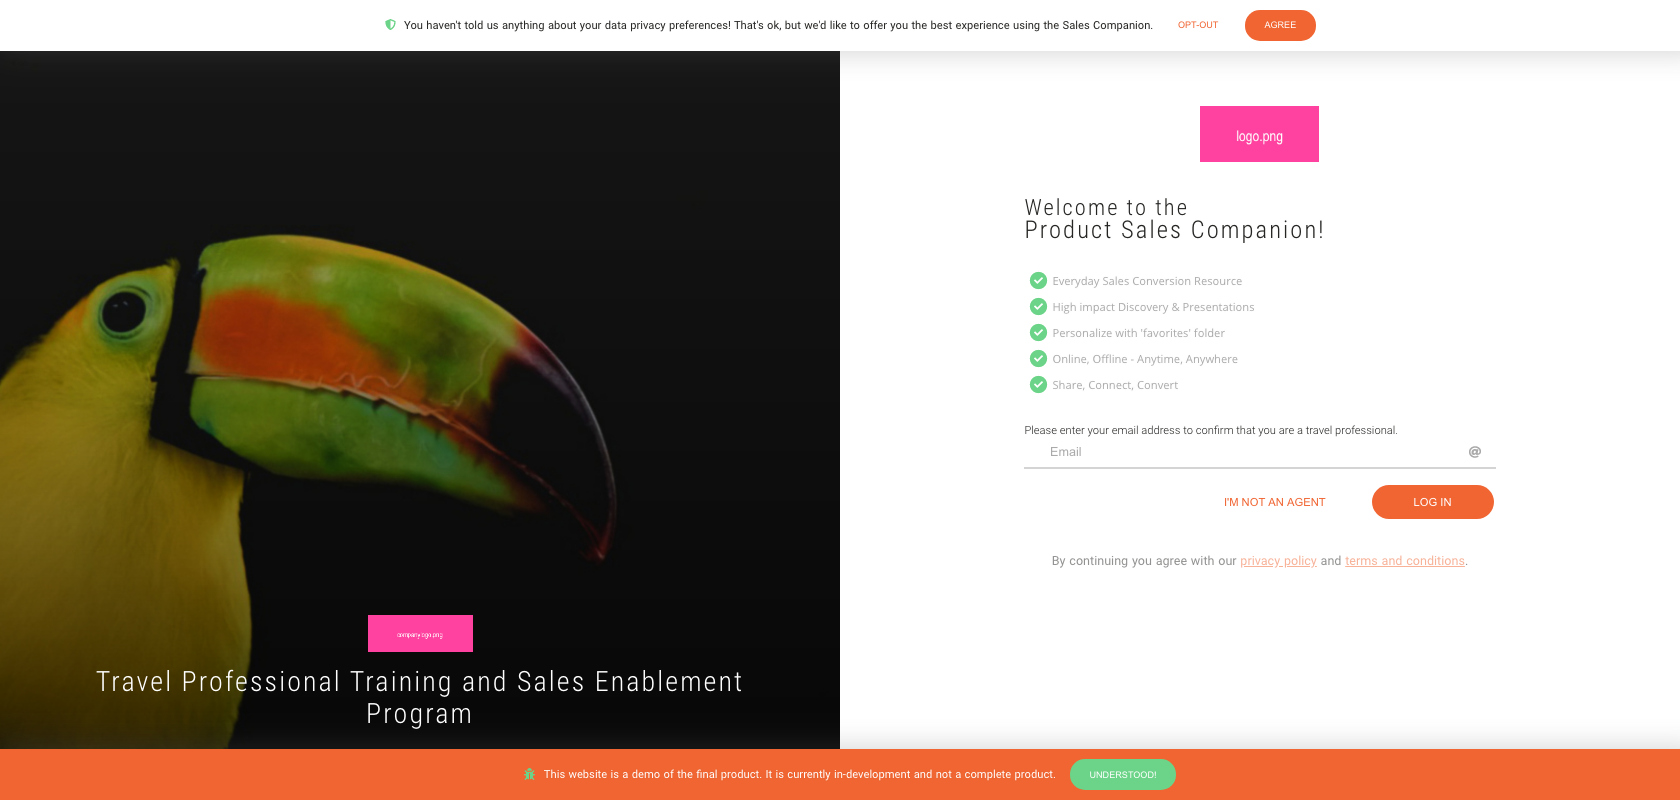 You haven't told us anything about your data privacy preferences! That's ok, but we'd like to offer you the best experience using the Sales Companion.
OPT-OUT
AGREE
logo.png
Welcome to the
Product Sales Companion!
Everyday Sales Conversion Resource
High impact Discovery & Presentations
Personalize with 'favorites' folder
Online, Offline - Anytime, Anywhere
Share, Connect, Convert
Please enter your email address to confirm that you are a travel professional.
Email @
I'M NOT AN AGENT
LOG IN
By continuing you agree with our privacy policy and terms and conditions.
Travel Professional Training and Sales Enablement
Program
This website is a demo of the final product. It is currently in-development and not a complete product.
UNDERSTOOD!